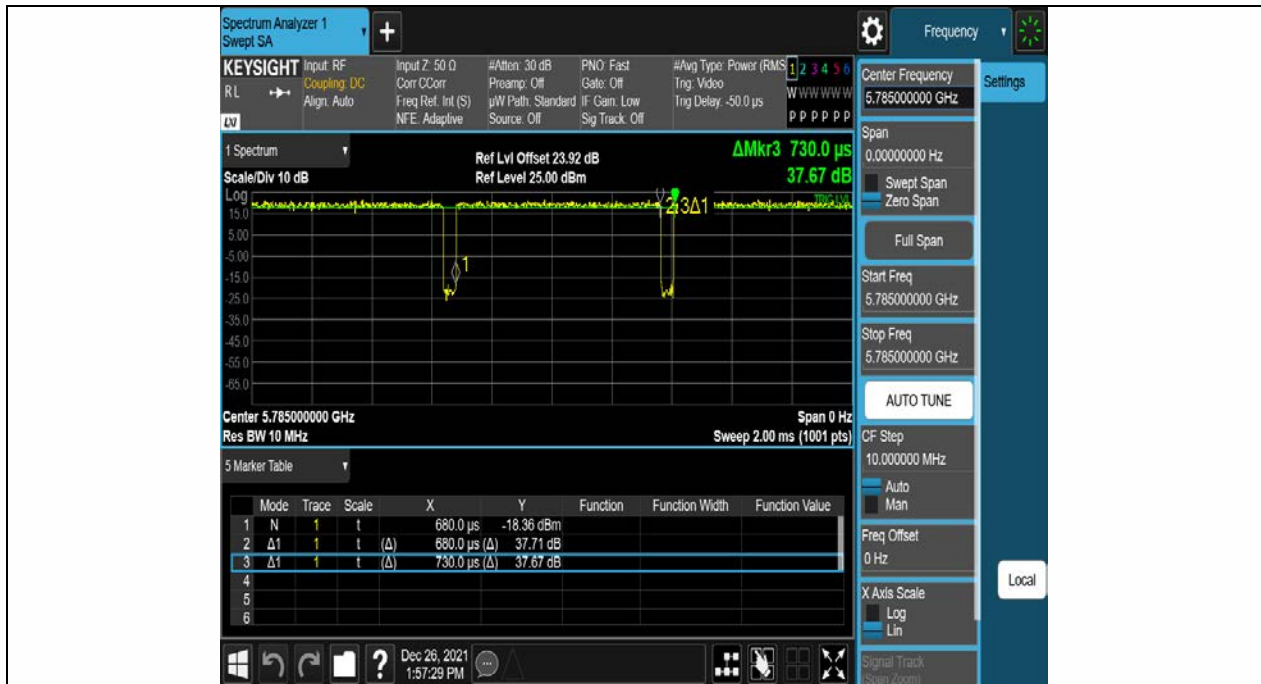 Spectrum Analyzer 1
Swept SA
+
Frequency
KEYSIGHT
RL
LXI
Input: RF
Coupling: DC
Align: Auto
Input Z: 50 Ω
Corr CCorr
Freq Ref: Int (S)
NFE: Adaptive
#Atten: 30 dB
Preamp: Off
µW Path: Standard
Source: Off
PNO: Fast
Gate: Off
IF Gain: Low
Sig Track: Off
#Avg Type: Power (RMS
Trig: Video
Trig Delay: -50.0 µs
1 2 3 4 5 6
W W W W W W
P P P P P P
1 Spectrum
Scale/Div 10 dB
Ref Lvl Offset 23.92 dB
Ref Level 25.00 dBm
ΔMkr3 730.0 µs
37.67 dB
Log
TRIG LVL
15.0
5.00
-5.00
-15.0
-25.0
-35.0
-45.0
-55.0
-65.0
1
2
3Δ1
Center 5.785000000 GHz
Span 0 Hz
Res BW 10 MHz
Sweep 2.00 ms (1001 pts)
5 Marker Table
Mode Trace Scale X Y Function Function Width Function Value
1 N 1 t 680.0 µs -18.36 dBm
2 Δ1 1 t (Δ) 680.0 µs (Δ) 37.71 dB
3 Δ1 1 t (Δ) 730.0 µs (Δ) 37.67 dB
4
5
6
Dec 26, 2021
1:57:29 PM
?
Center Frequency
5.785000000 GHz
Settings
Span
0.00000000 Hz
Swept Span
Zero Span
Full Span
Start Freq
5.785000000 GHz
Stop Freq
5.785000000 GHz
AUTO TUNE
CF Step
10.000000 MHz
Auto
Man
Freq Offset
0 Hz
Local
X Axis Scale
Log
Lin
Signal Track
(Span Zoom)